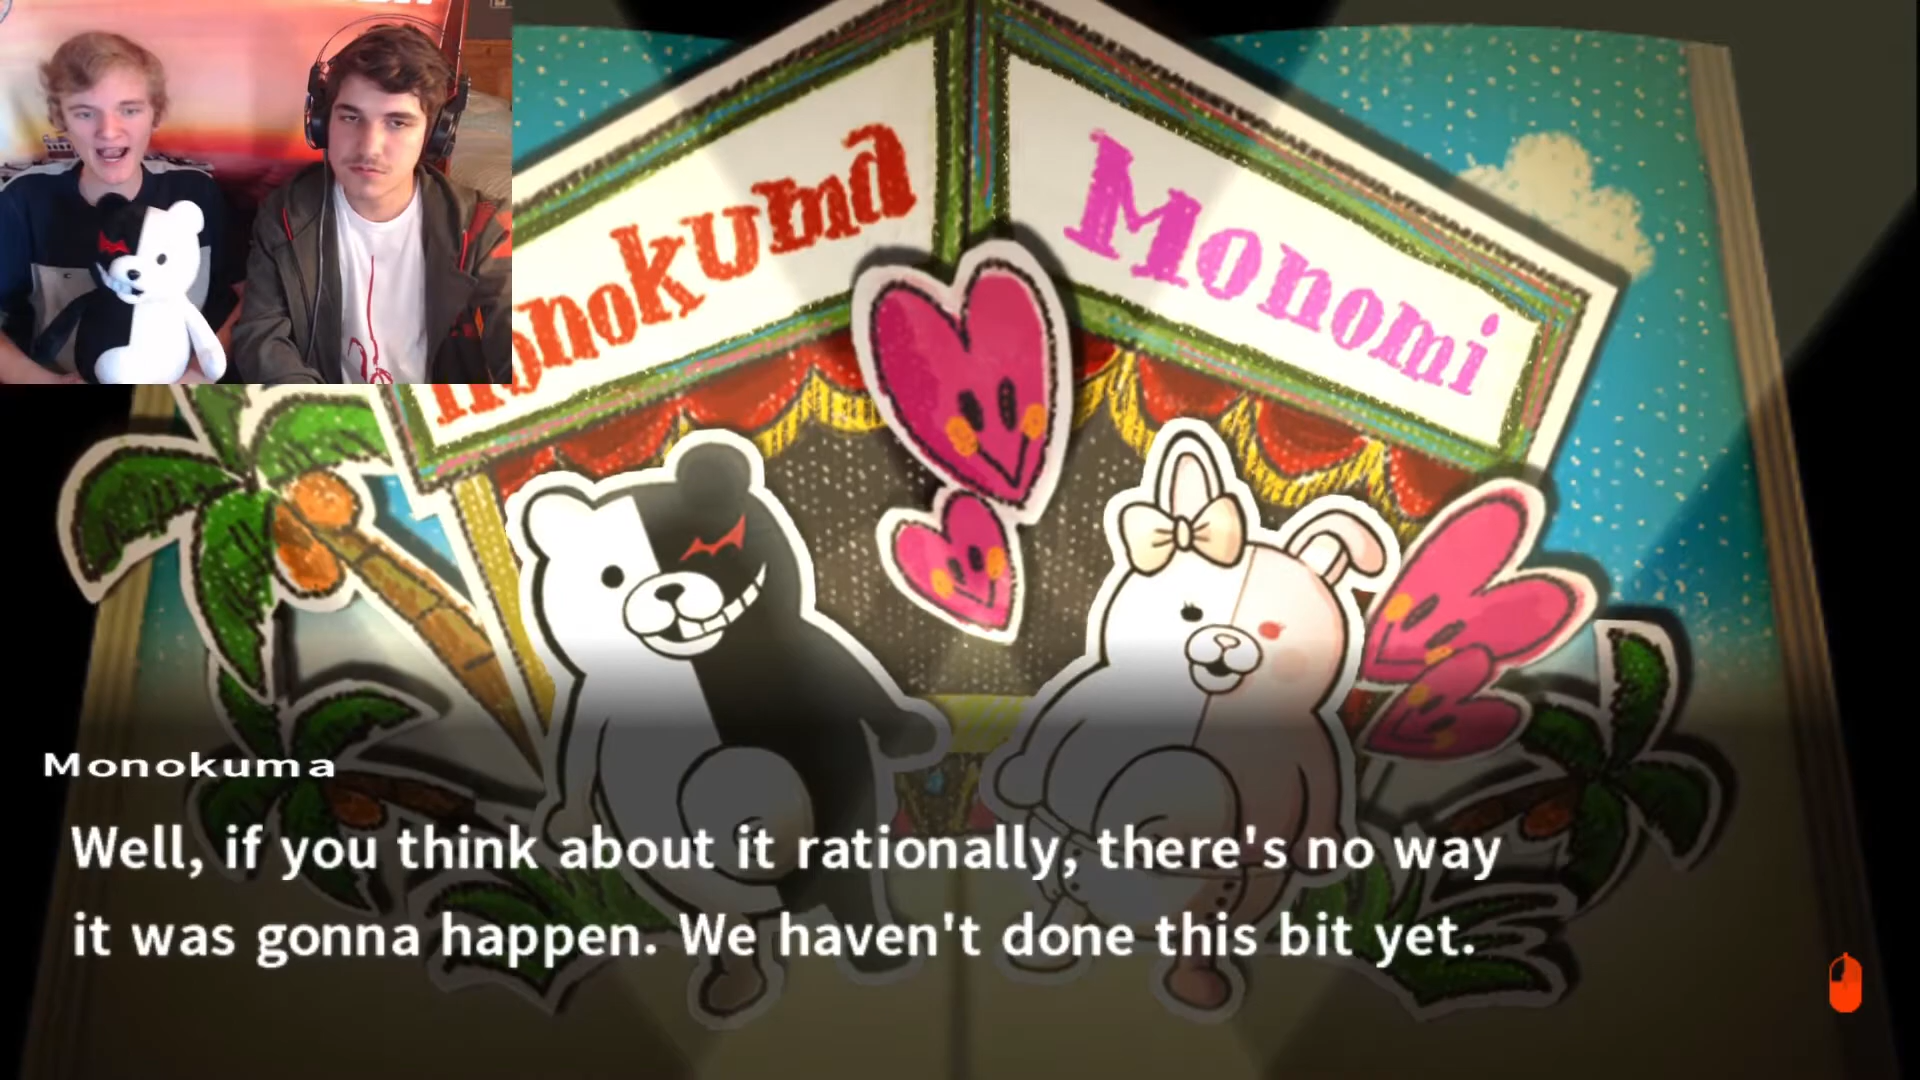 Monokuma
Monomi
Monokuma
Well, if you think about it rationally, there's no way
it was gonna happen. We haven't done this bit yet.